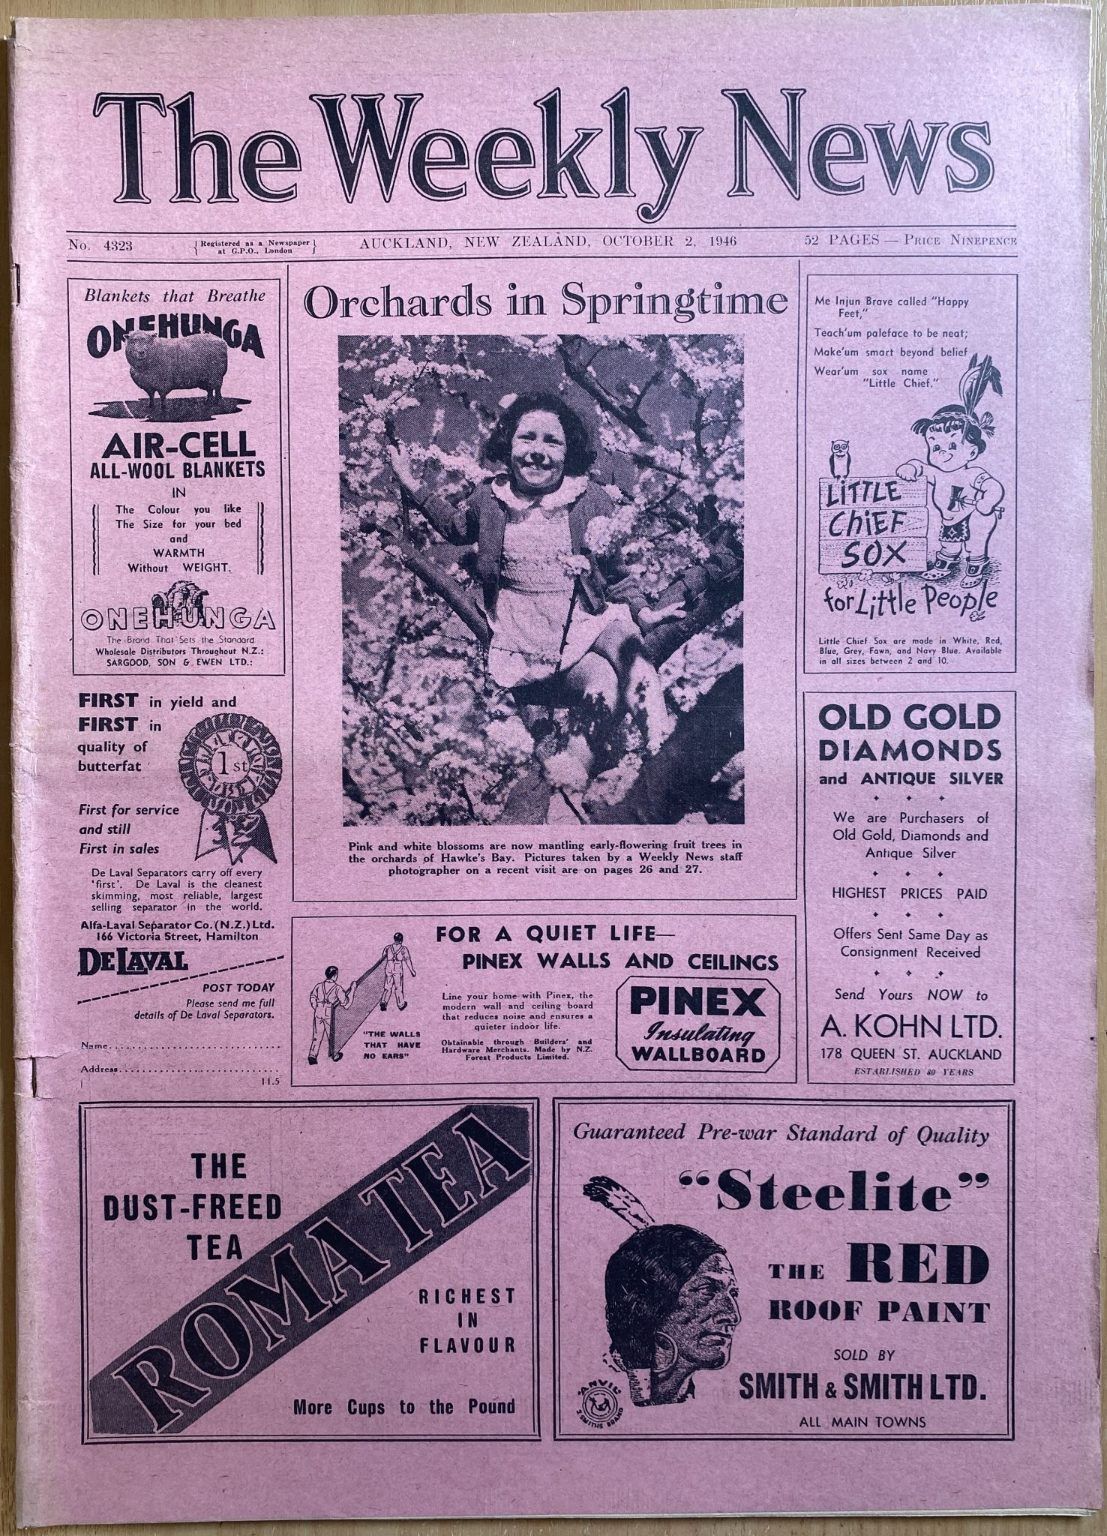 The Weekly News
No. 4323
Registered as a Newspaper
at G.P.O., London
AUCKLAND, NEW ZEALAND, OCTOBER 2, 1946
52 PAGES — PRICE NINEPENCE
Blankets that Breathe
ONEHUNGA
AIR-CELL
ALL-WOOL BLANKETS
IN
The Colour you like
The Size for your bed
and
WARMTH
Without WEIGHT.
ONEHUNGA
The Brand That Sets the Standard
Wholesale Distributors Throughout N.Z.:
SARGOOD, SON & EWEN LTD.:
FIRST in yield and
FIRST in
quality of
butterfat
1st
First for service
and still
First in sales
De Laval Separators carry off every
'first'. De Laval is the cleanest
skimming, most reliable, largest
selling separator in the world.
Alfa-Laval Separator Co. (N.Z.) Ltd.
166 Victoria Street, Hamilton
DE LAVAL
POST TODAY
Please send me full
details of De Laval Separators.
Name
Address
11.5
Orchards in Springtime
Pink and white blossoms are now mantling early-flowering fruit trees in
the orchards of Hawke's Bay. Pictures taken by a Weekly News staff
photographer on a recent visit are on pages 26 and 27.
FOR A QUIET LIFE—
PINEX WALLS AND CEILINGS
"THE WALLS
THAT HAVE
NO EARS"
Line your home with Pinex, the
modern wall and ceiling board
that reduces noise and ensures a
quieter indoor life.
Obtainable through Builders' and
Hardware Merchants. Made by N.Z.
Forest Products Limited.
PINEX
Insulating
WALLBOARD
Me Injun Brave called "Happy
Feet,"
Teach'um paleface to be neat;
Make'um smart beyond belief
Wear'um sox name
"Little Chief."
LITTLE
CHIEF
SOX
for Little People
Little Chief Sox are made in White, Red,
Blue, Grey, Fawn, and Navy Blue. Available
in all sizes between 2 and 10.
OLD GOLD
DIAMONDS
and ANTIQUE SILVER
We are Purchasers of
Old Gold, Diamonds and
Antique Silver
HIGHEST PRICES PAID
Offers Sent Same Day as
Consignment Received
Send Yours NOW to
A. KOHN LTD.
178 QUEEN ST. AUCKLAND
ESTABLISHED 80 YEARS
THE
DUST-FREED
TEA
ROMA TEA
RICHEST
IN
FLAVOUR
More Cups to the Pound
Guaranteed Pre-war Standard of Quality
"Steelite"
THE RED
ROOF PAINT
SOLD BY
SMITH & SMITH LTD.
ALL MAIN TOWNS
"ANVIL"